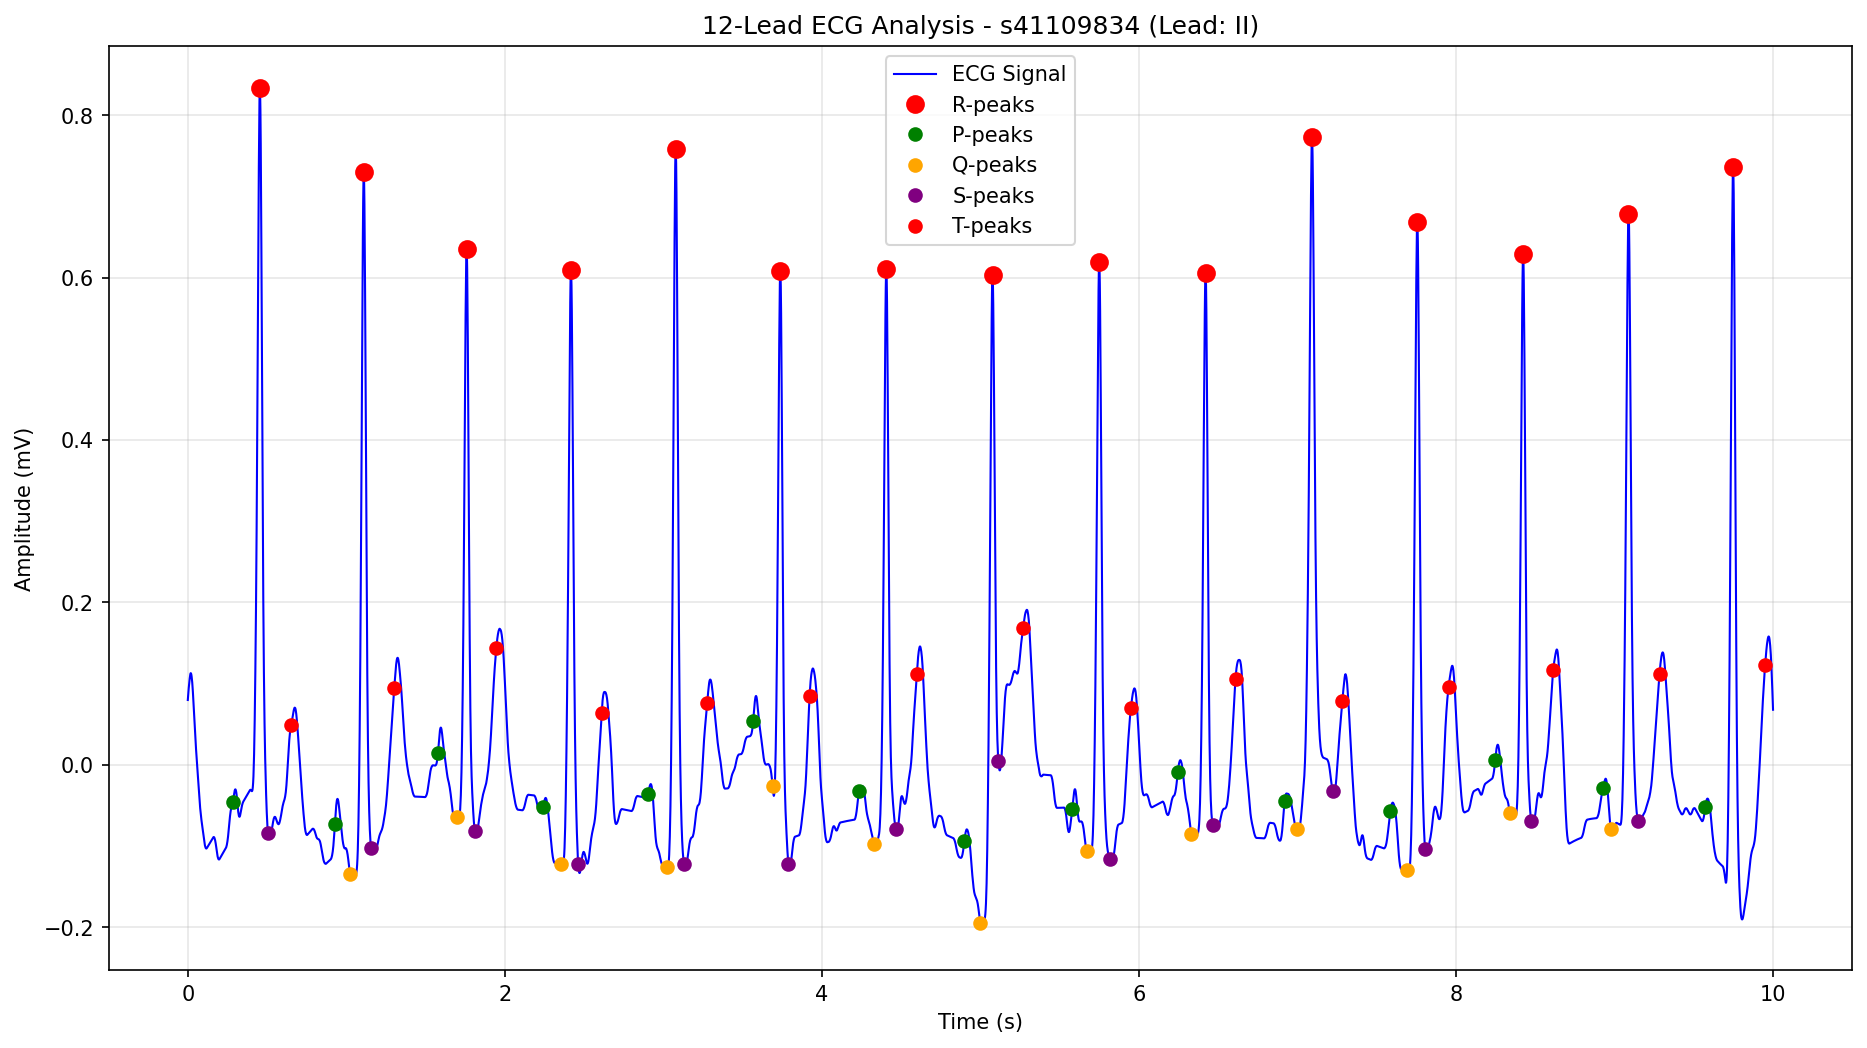 12-Lead ECG Analysis - s41109834 (Lead: II)
ECG Signal
R-peaks
P-peaks
Q-peaks
S-peaks
T-peaks
Amplitude (mV)
0.8
0.6
0.4
0.2
0.0
−0.2
0 2 4 6 8 10
Time (s)